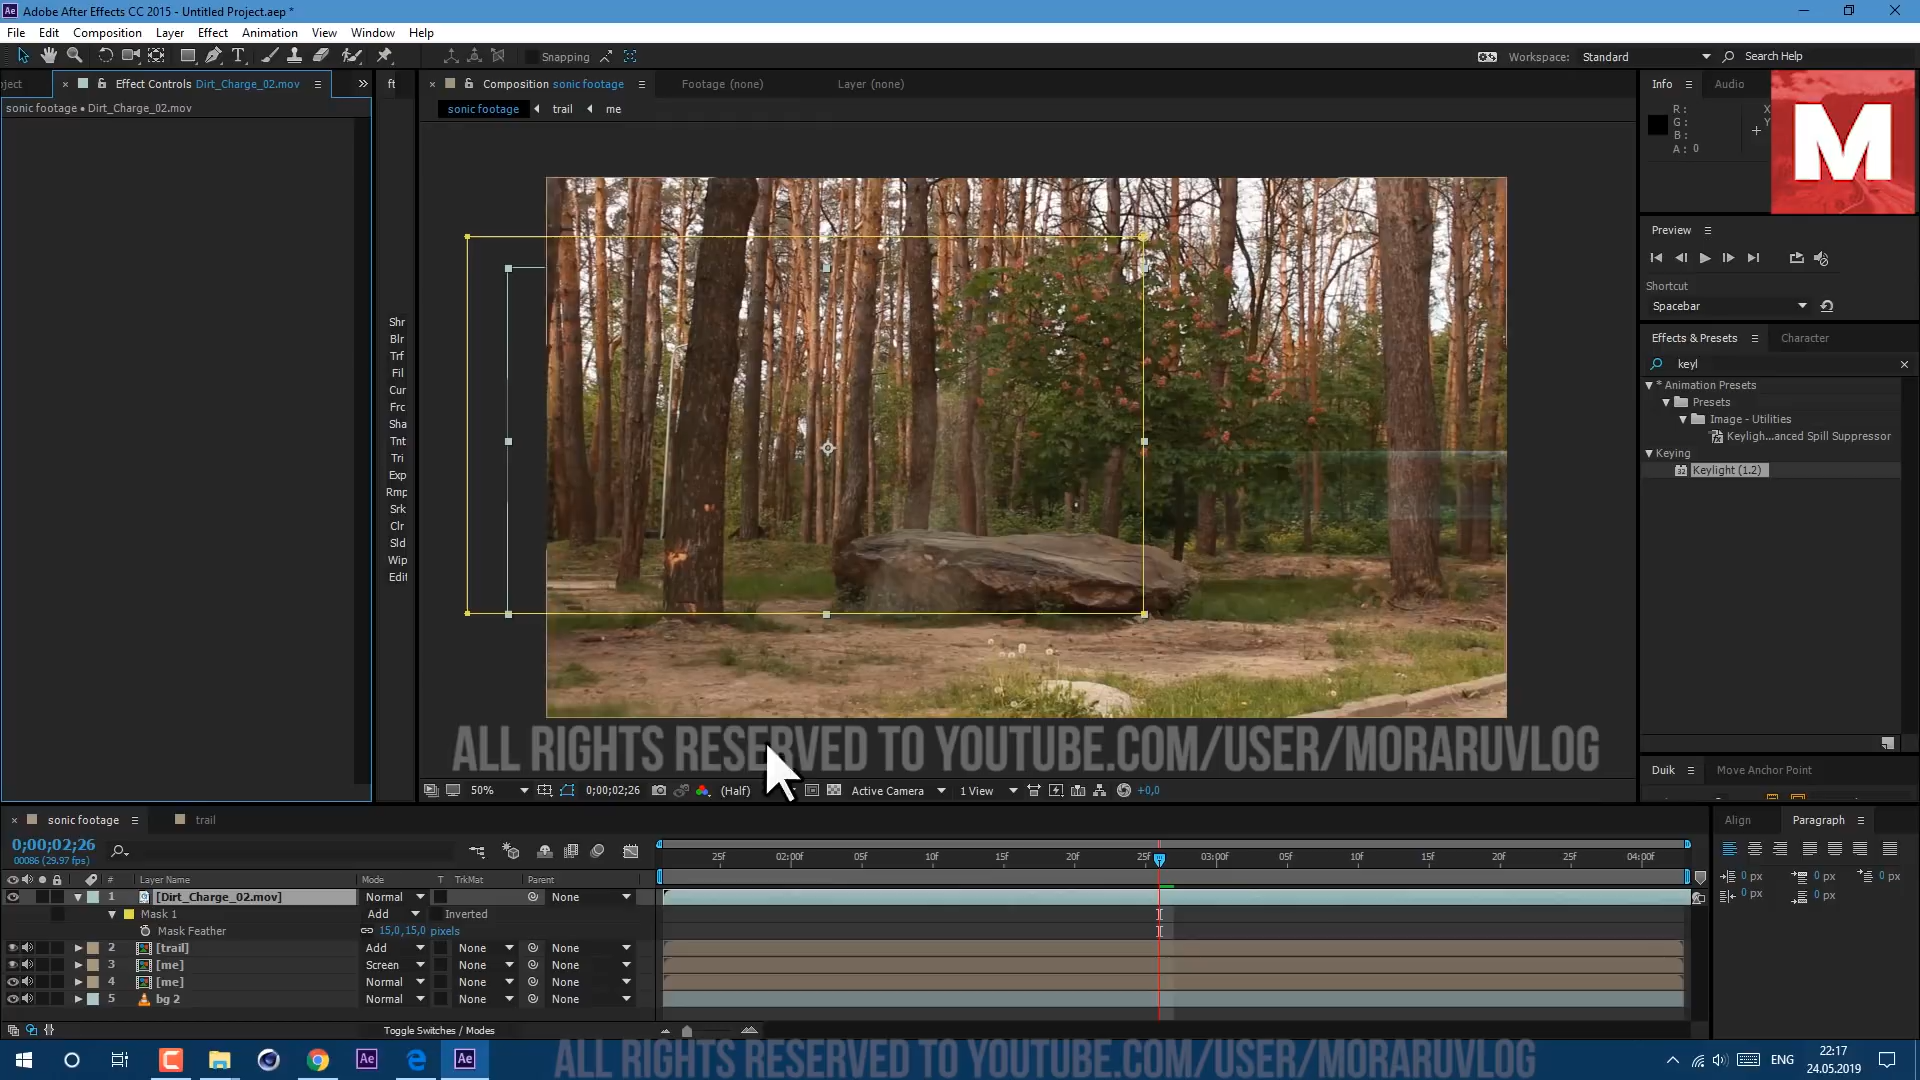 Adobe After Effects CC 2015 - Untitled Project.aep *
File Edit Composition Layer Effect Animation View Window Help
Snapping
Workspace: Standard
Search Help
ject
Effect Controls Dirt_Charge_02.mov
sonic footage • Dirt_Charge_02.mov
ft
Shr
Blr
Trf
Fil
Cur
Frc
Sha
Tnt
Tri
Exp
Rmp
Srk
Clr
Sld
Wip
Edit
Composition sonic footage
Footage (none)
Layer (none)
sonic footage trail me
ALL RIGHTS RESERVED TO YOUTUBE.COM/USER/MORARUVLOG
50% 0;00;02;26 (Half) Active Camera 1 View +0,0
Info Audio
R:
G:
B:
A: 0
X
Y
M
Preview
Shortcut
Spacebar
Effects & Presets Character
keyl
* Animation Presets
Presets
Image - Utilities
Keyligh...anced Spill Suppressor
Keying
Keylight (1.2)
Duik Move Anchor Point
Align Paragraph
0 px 0 px 0 px
0 px 0 px
sonic footage trail
0;00;02;26
00086 (29.97 fps)
25f 02:00f 05f 10f 15f 20f 25f 03:00f 05f 10f 15f 20f 25f 04:00f
# Layer Name Mode T TrkMat Parent
1 [Dirt_Charge_02.mov] Normal None
Mask 1 Add Inverted
Mask Feather 15,0,15,0 pixels
2 [trail] Add None None
3 [me] Screen None None
4 [me] Normal None None
5 bg 2 Normal None None
Toggle Switches / Modes
Ae Ae
ALL RIGHTS RESERVED TO YOUTUBE.COM/USER/MORARUVLOG
ENG
22:17
24.05.2019